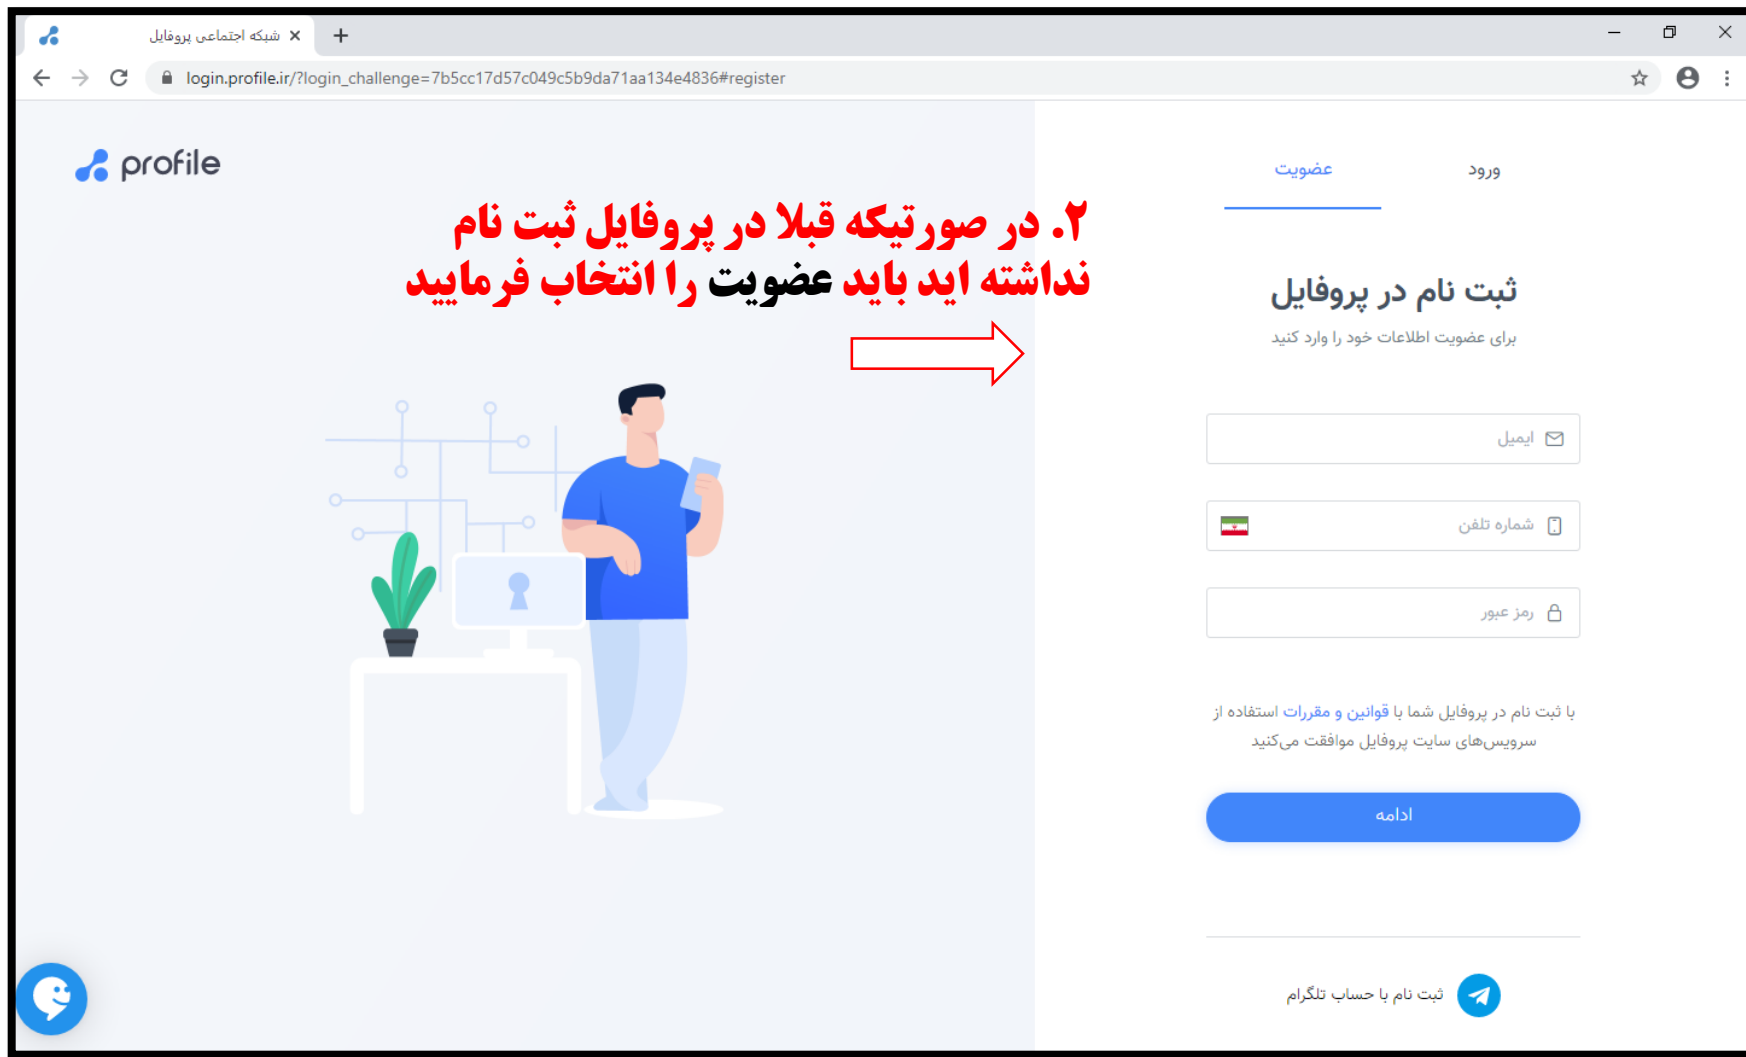 شبکه اجتماعی پروفایل
login.profile.ir/?login_challenge=7b5cc17d57c049c5b9da71aa134e4836#register
profile
ورود
عضویت
۲. در صورتیکه قبلا در پروفایل ثبت نام
نداشته اید باید عضویت را انتخاب فرمایید
ثبت نام در پروفایل
برای عضویت اطلاعات خود را وارد کنید
ایمیل
شماره تلفن
رمز عبور
با ثبت نام در پروفایل شما با قوانین و مقررات استفاده از
سرویس‌های سایت پروفایل موافقت می‌کنید
ادامه
ثبت نام با حساب تلگرام